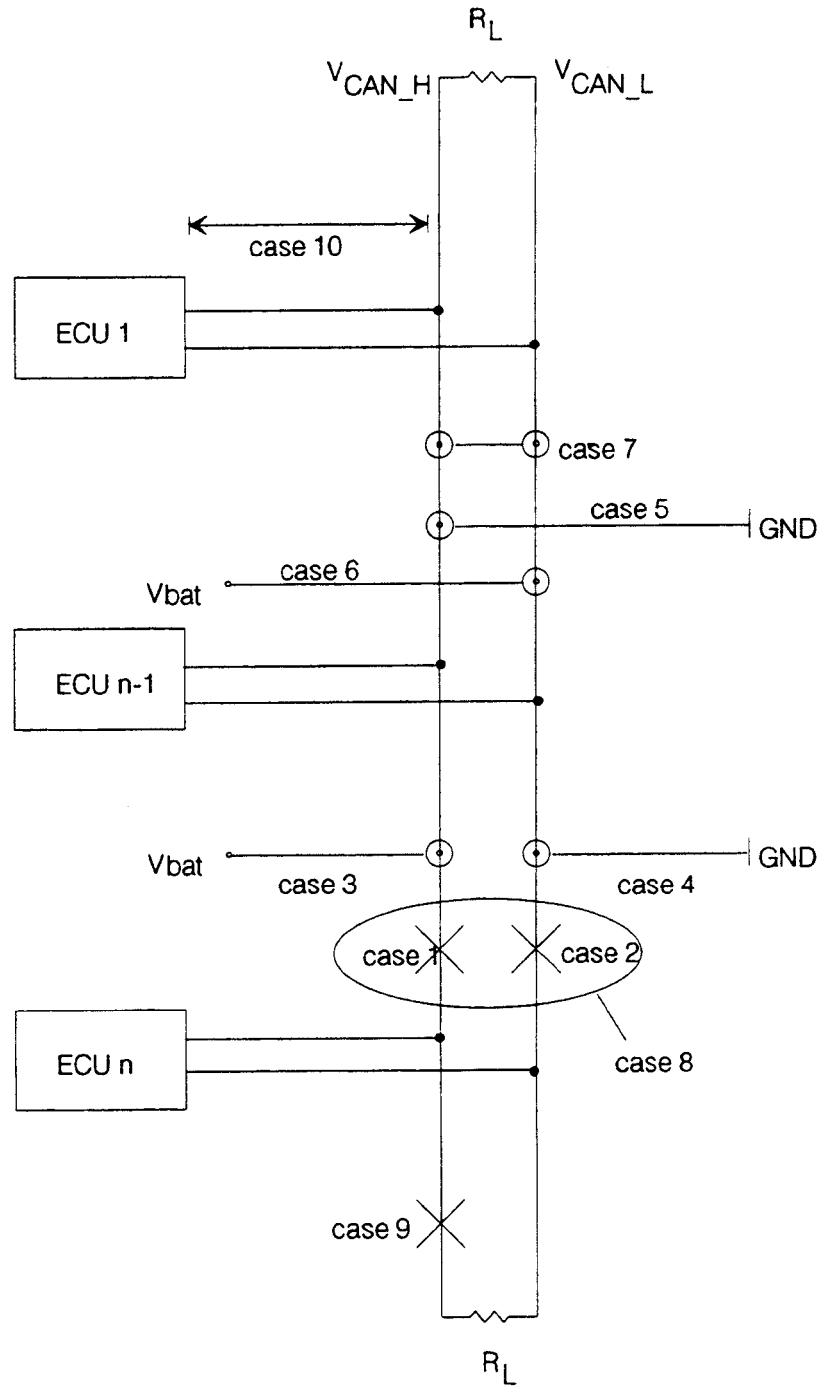 R_L
V_CAN_H
V_CAN_L
case 10
ECU 1
case 7
case 5
GND
case 6
Vbat
ECU n-1
Vbat
case 3
GND
case 4
case 1
case 2
ECU n
case 8
case 9
R_L